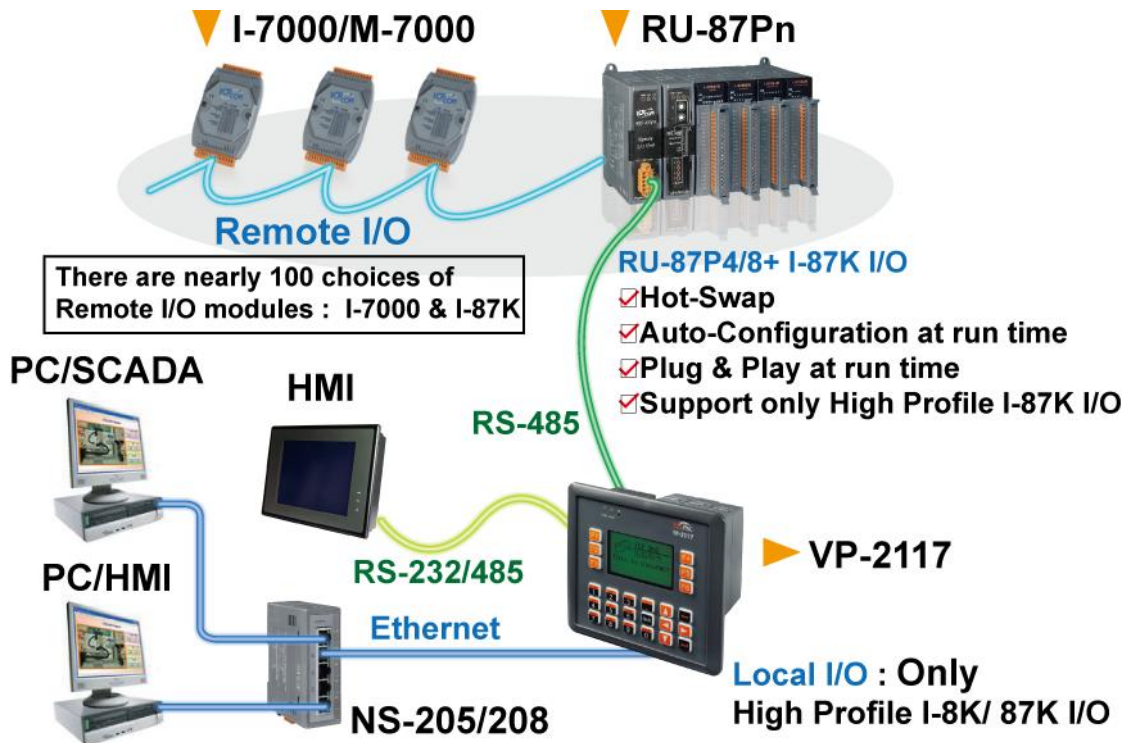 I-7000/M-7000
RU-87Pn
Remote I/O
There are nearly 100 choices of
Remote I/O modules : I-7000 & I-87K
RU-87P4/8+ I-87K I/O
Hot-Swap
Auto-Configuration at run time
Plug & Play at run time
Support only High Profile I-87K I/O
PC/SCADA
HMI
RS-485
RS-232/485
VP-2117
VP-2117
PC/HMI
Ethernet
NS-205/208
Local I/O : Only
High Profile I-8K/ 87K I/O